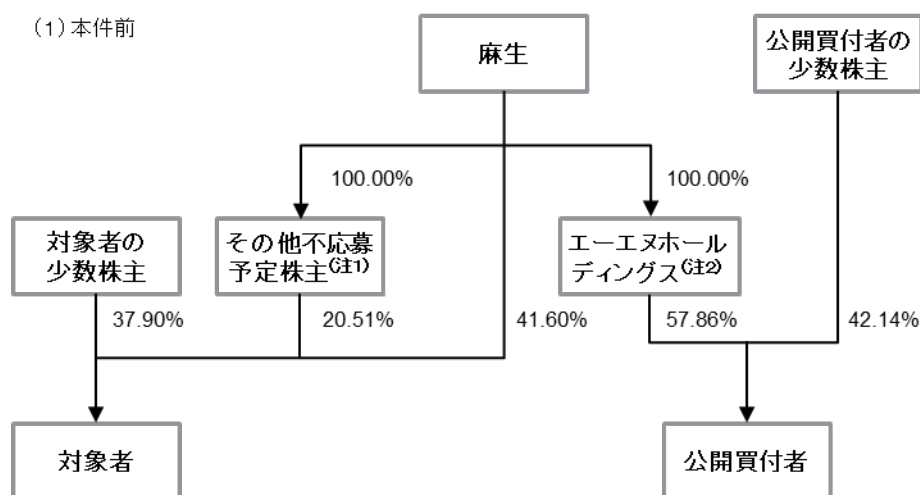 (1)本件前
麻生
公開買付者の
少数株主
100.00%
100.00%
対象者の
少数株主
その他不応募
予定株主(注1)
エーエヌホール
ディングス(注2)
37.90%
20.51%
41.60%
57.86%
42.14%
対象者
公開買付者